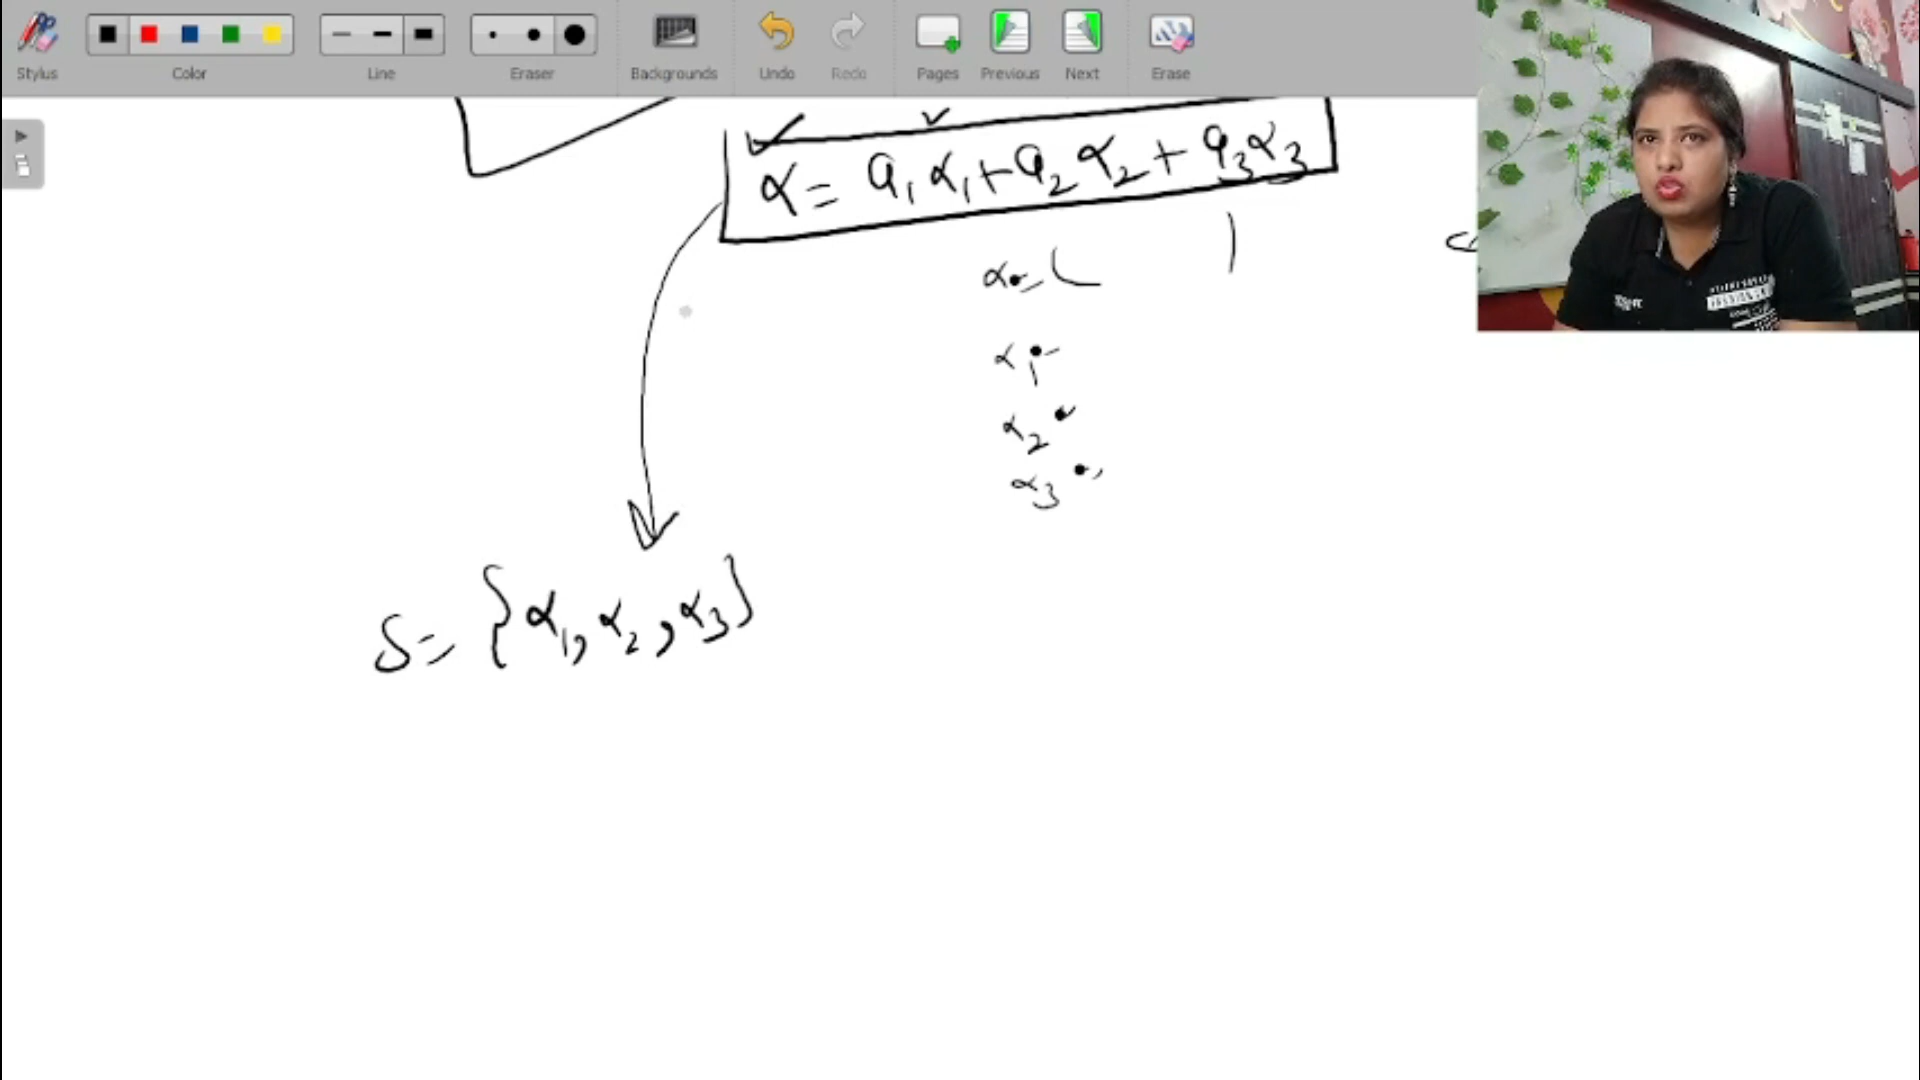 Stylus
Color
Line
Eraser
Backgrounds
Undo
Redo
Pages
Previous
Next
Erase
α = a₁α₁ + a₂α₂ + a₃α₃
α = (
α₁
α₂
α₃
S = {α₁, α₂, α₃}